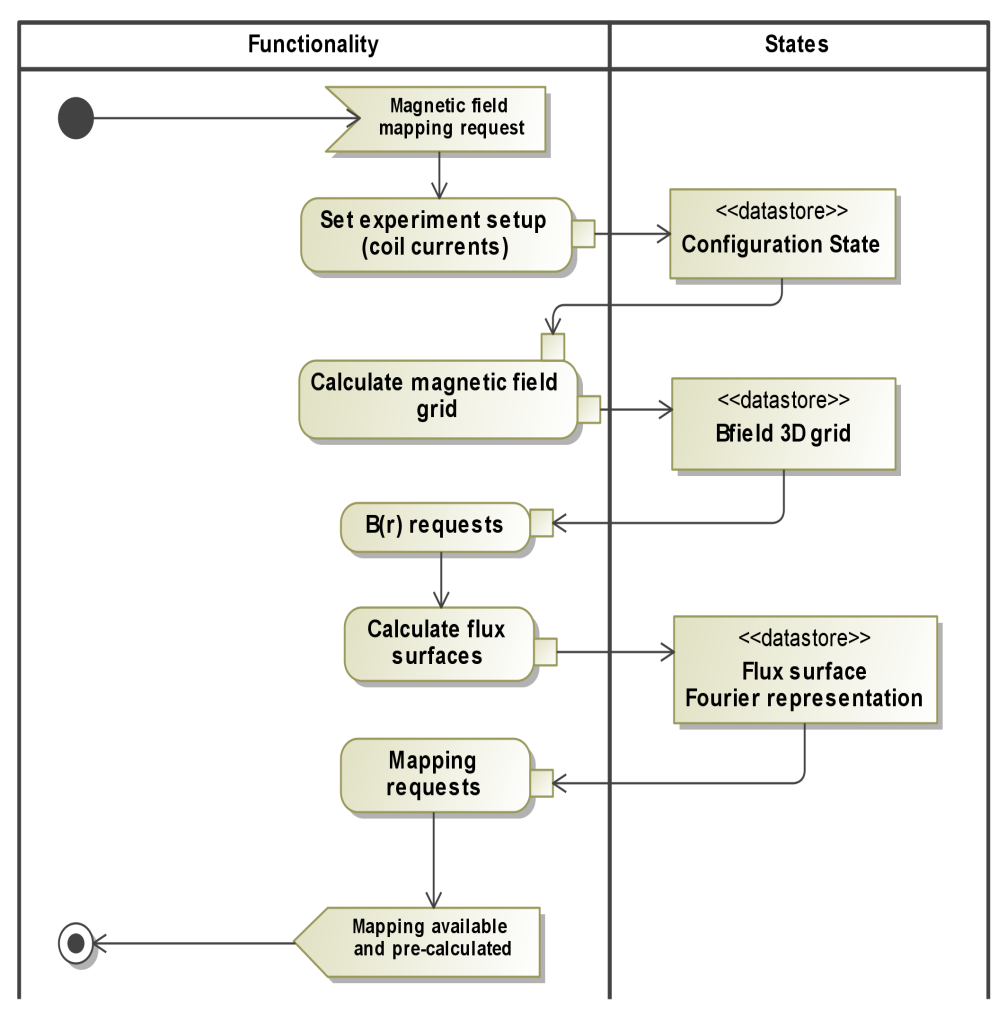 Functionality
States
Magnetic field
mapping request
Set experiment setup
(coil currents)
<<datastore>>
Configuration State
Calculate magnetic field
grid
<<datastore>>
Bfield 3D grid
B(r) requests
Calculate flux
surfaces
<<datastore>>
Flux surface
Fourier representation
Mapping
requests
Mapping available
and pre-calculated